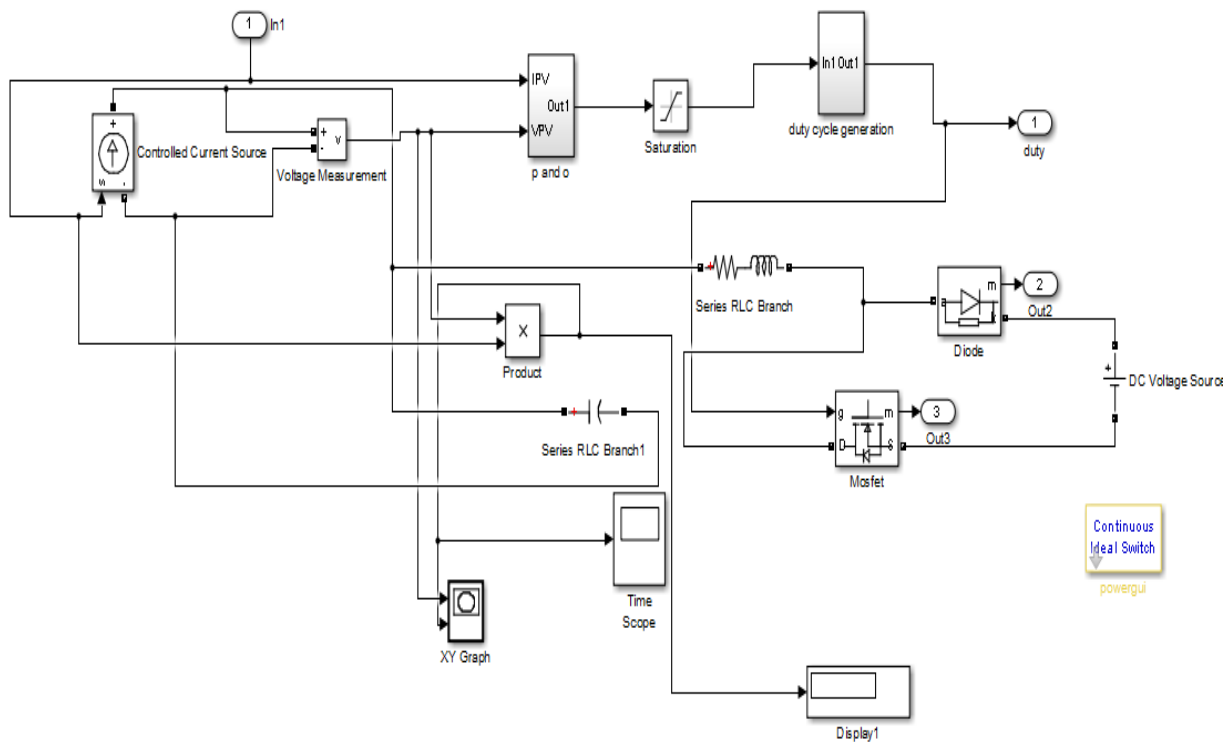 1
In1
IPV
Out1
VPV
p and o
Saturation
In1 Out1
duty cycle generation
1
duty
+
s
-
Controlled Current Source
+
-
v
Voltage Measurement
+
Series RLC Branch
a
m
k
Diode
2
Out2
+
DC Voltage Source
×
Product
+
Series RLC Branch1
g
m
D
S
Mosfet
3
Out3
Time
Scope
XY Graph
Continuous
Ideal Switch
powergui
Display1